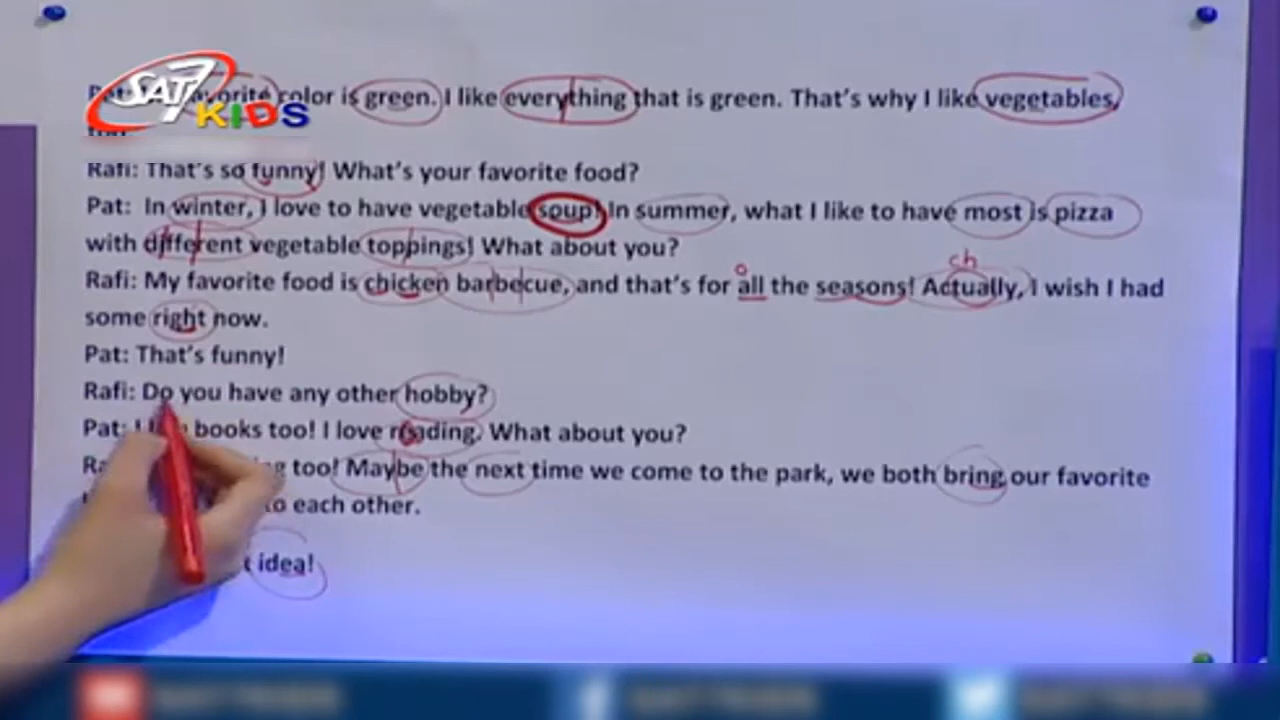 SAT7
KIDS
favorite color is green. I like everything that is green. That's why I like vegetables,
Rafi: That's so funny! What's your favorite food?
Pat: In winter, I love to have vegetable soup! In summer, what I like to have most is pizza
with different vegetable toppings! What about you?
ch
Rafi: My favorite food is chicken barbecue, and that's for all the seasons! Actually, I wish I had
some right now.
Pat: That's funny!
Rafi: Do you have any other hobby?
Pat: I books too! I love reading. What about you?
too! Maybe the next time we come to the park, we both bring our favorite
to each other.
idea!